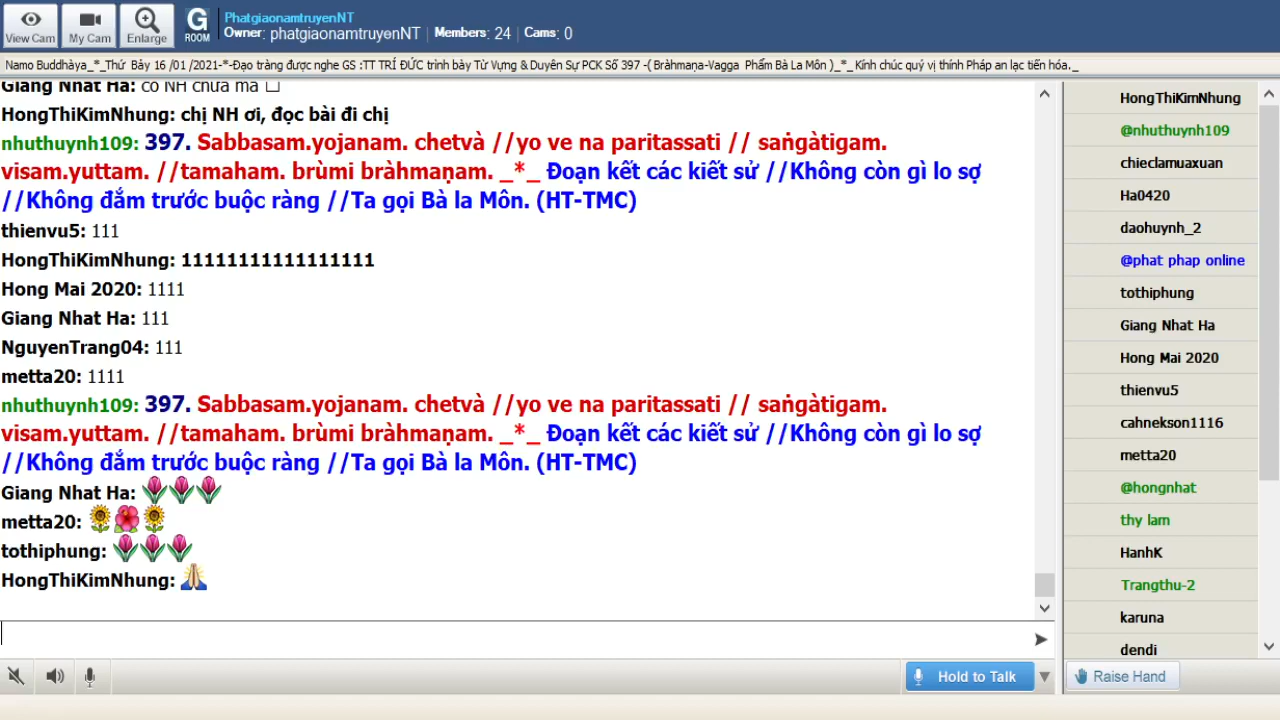 View Cam
My Cam
Enlarge
G
ROOM
PhatgiaonamtruyenNT
Owner: phatgiaonamtruyenNT | Members: 24 | Cams: 0
Namo Buddhàya_*_Thứ Bảy 16 /01 /2021-*-Đạo tràng được nghe GS :TT TRÍ ĐỨC trình bày Từ Vựng & Duyên Sự PCK Số 397 -( Bràhmaṇa-Vagga Phẩm Bà La Môn )_*_ Kính chúc quý vị thính Pháp an lạc tiến hóa._
Giang Nhat Ha: có NH chưa mà □
HongThiKimNhung: chị NH ơi, đọc bài đi chị
nhuthuynh109: 397. Sabbasam.yojanam. chetvà //yo ve na paritassati // saṅgàtigam.
visam.yuttam. //tamaham. brùmi bràhmaṇam. _*_ Đoạn kết các kiết sử //Không còn gì lo sợ
//Không đắm trước buộc ràng //Ta gọi Bà la Môn. (HT-TMC)
thienvu5: 111
HongThiKimNhung: 11111111111111111
Hong Mai 2020: 1111
Giang Nhat Ha: 111
NguyenTrang04: 111
metta20: 1111
nhuthuynh109: 397. Sabbasam.yojanam. chetvà //yo ve na paritassati // saṅgàtigam.
visam.yuttam. //tamaham. brùmi bràhmaṇam. _*_ Đoạn kết các kiết sử //Không còn gì lo sợ
//Không đắm trước buộc ràng //Ta gọi Bà la Môn. (HT-TMC)
Giang Nhat Ha: 🌷🌷🌷
metta20: 🌻🌺🌻
tothiphung: 🌷🌷🌷
HongThiKimNhung: 🙏
Hold to Talk
HongThiKimNhung
@nhuthuynh109
chieclamuaxuan
Ha0420
daohuynh_2
@phat phap online
tothiphung
Giang Nhat Ha
Hong Mai 2020
thienvu5
cahnekson1116
metta20
@hongnhat
thy lam
HanhK
Trangthu-2
karuna
dendi
Raise Hand